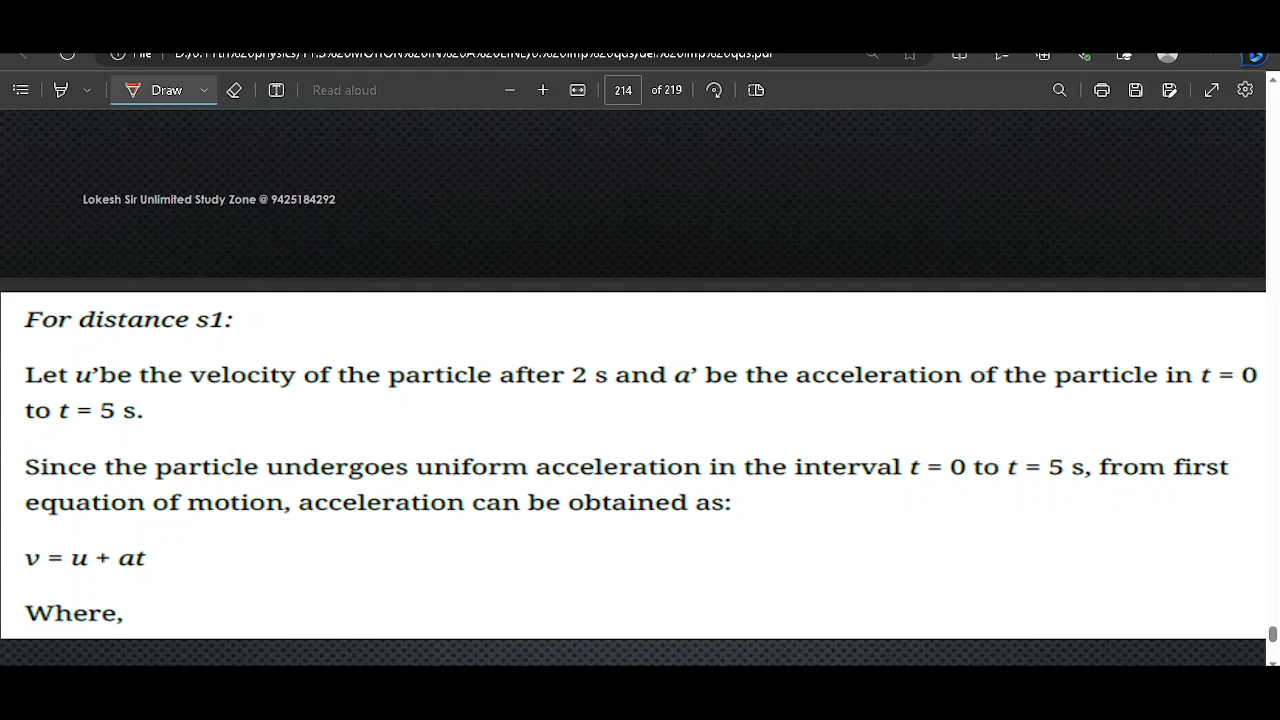 Draw
Read aloud
214 of 219
Lokesh Sir Unlimited Study Zone @ 9425184292
For distance s1:
Let u’be the velocity of the particle after 2 s and a’ be the acceleration of the particle in t = 0
to t = 5 s.
Since the particle undergoes uniform acceleration in the interval t = 0 to t = 5 s, from first
equation of motion, acceleration can be obtained as:
v = u + at
Where,